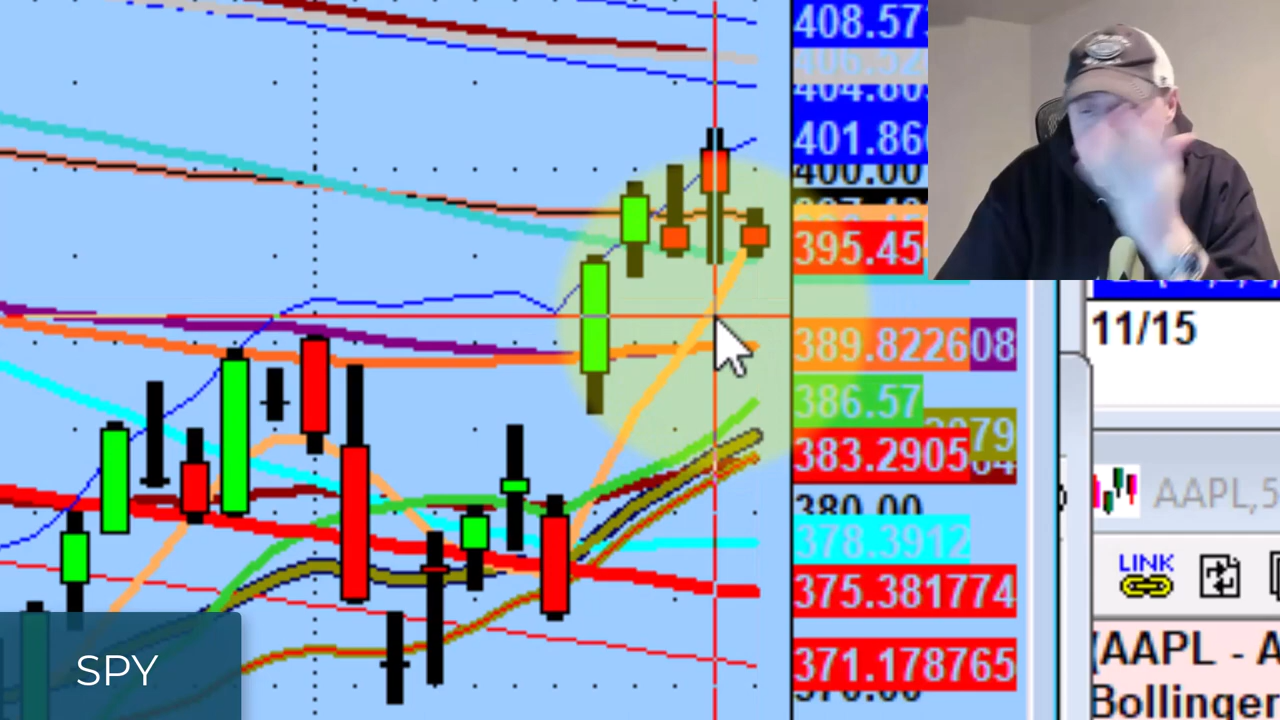 408.57
401.86
400.00
395.45
389.822608
386.57
79
383.2905
380.00
378.3912
375.381774
371.178765
SPY
11/15
AAPL,5
LINK
(AAPL - A
Bollinger